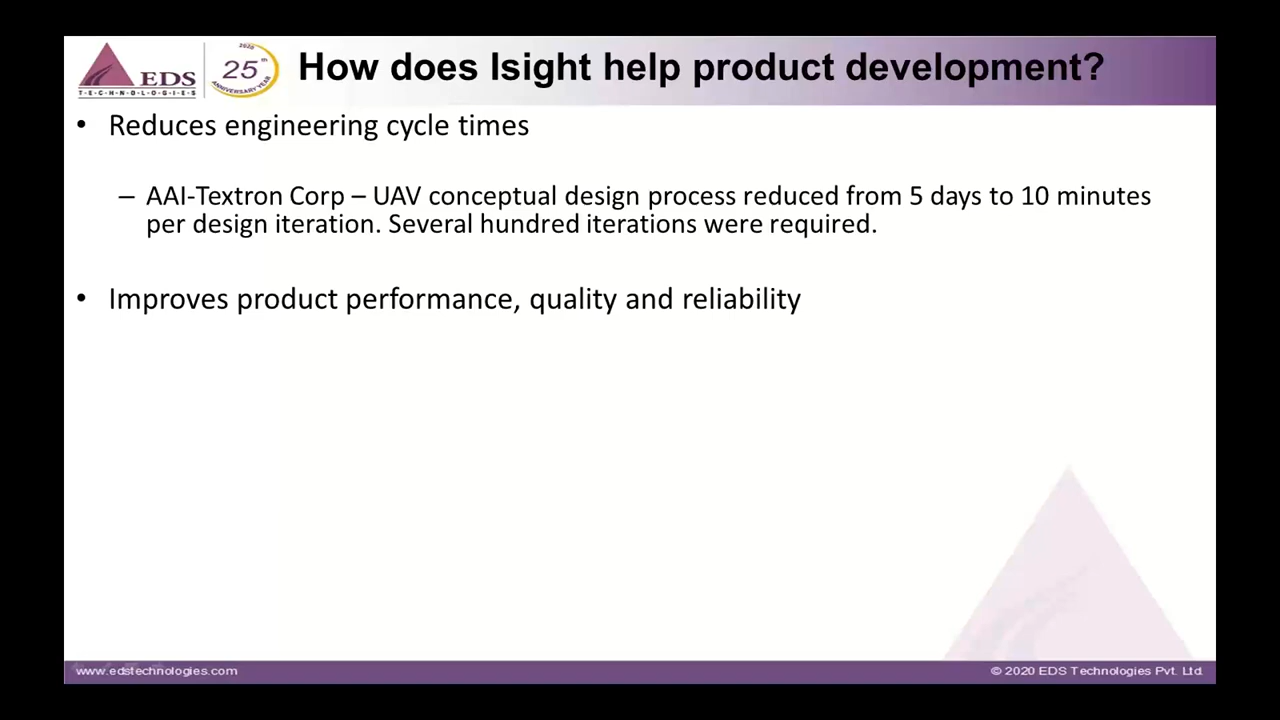 EDS
T·E·C·H·N·O·L·O·G·I·E·S
2020
25th
ANNIVERSARY YEAR
How does Isight help product development?
• Reduces engineering cycle times
– AAI-Textron Corp – UAV conceptual design process reduced from 5 days to 10 minutes
per design iteration. Several hundred iterations were required.
• Improves product performance, quality and reliability
www.edstechnologies.com
© 2020 EDS Technologies Pvt. Ltd